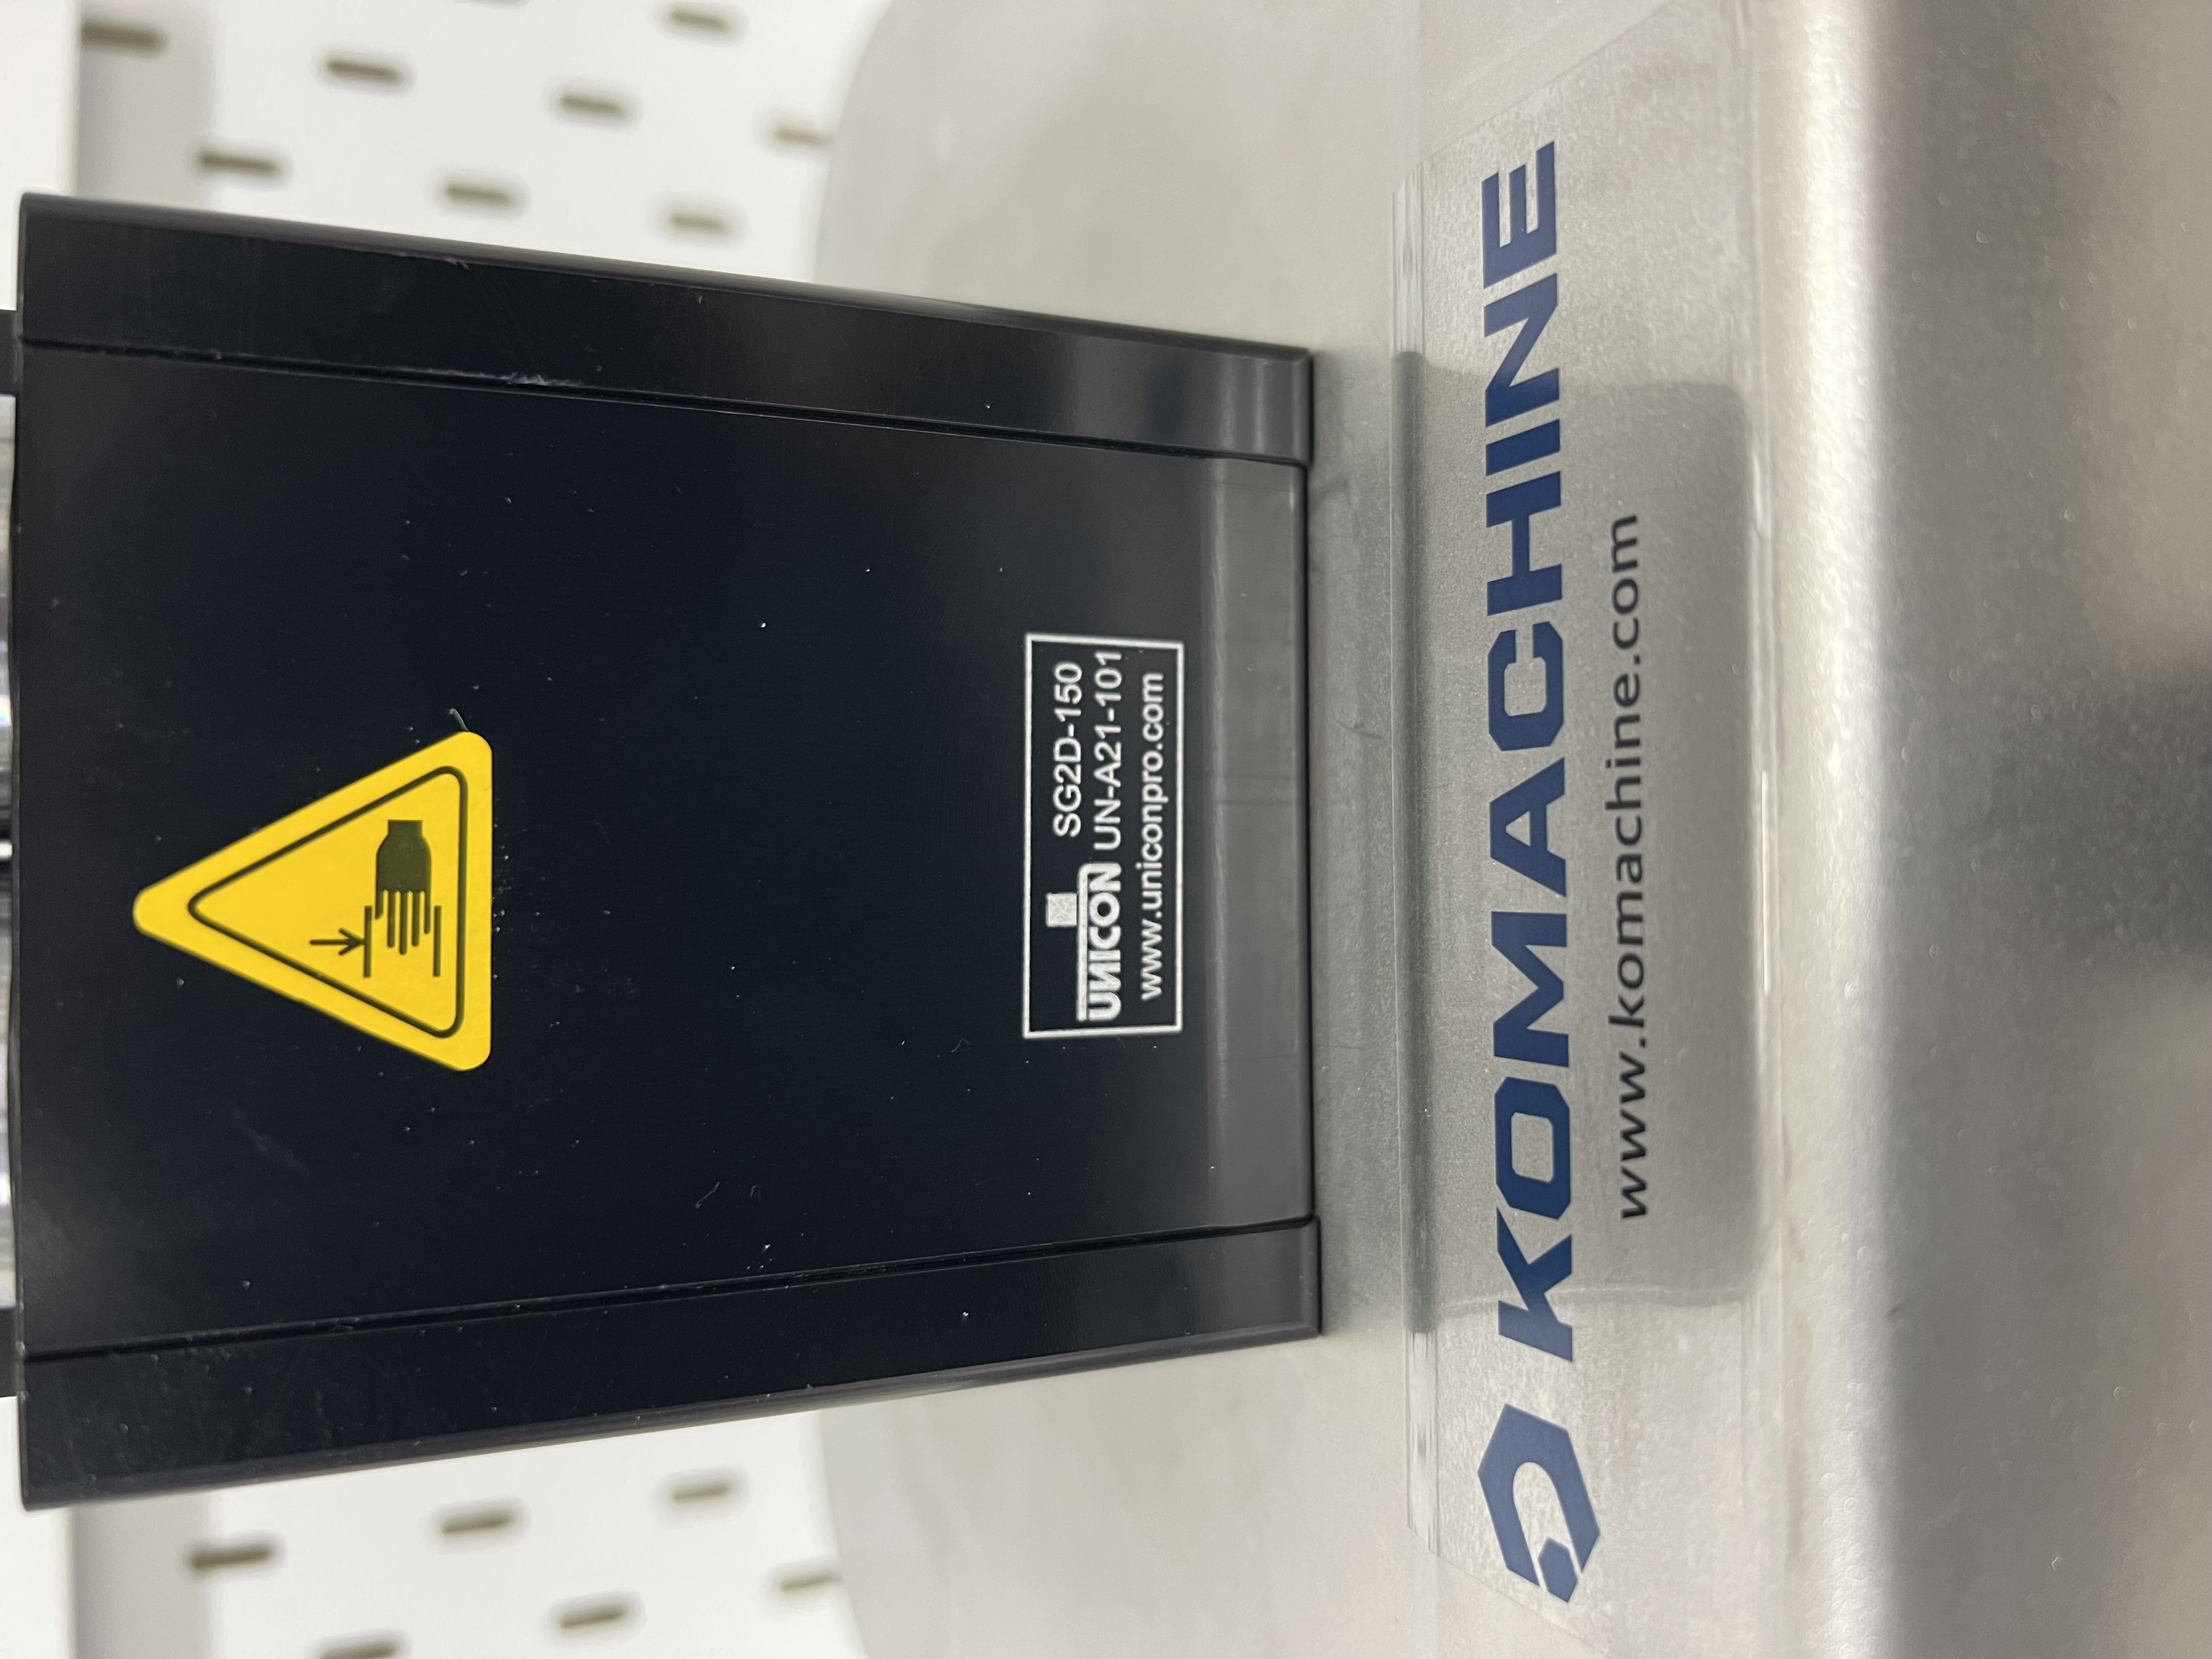 SG2D-150
UNICON UN-A21-101
www.uniconpro.com
KOMACHINE
www.komachine.com